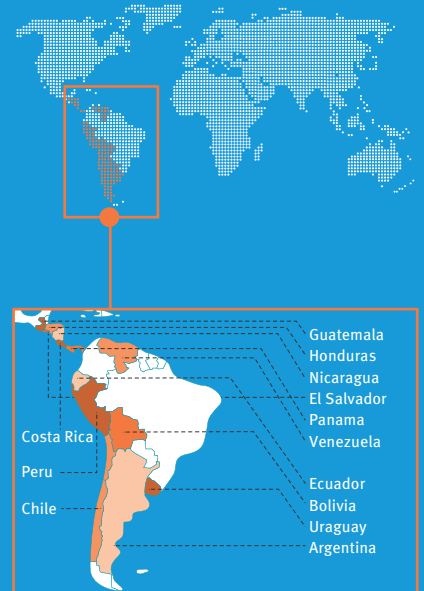 Guatemala
Honduras
Nicaragua
El Salvador
Panama
Venezuela
Costa Rica
Peru
Chile
Ecuador
Bolivia
Uruguay
Argentina